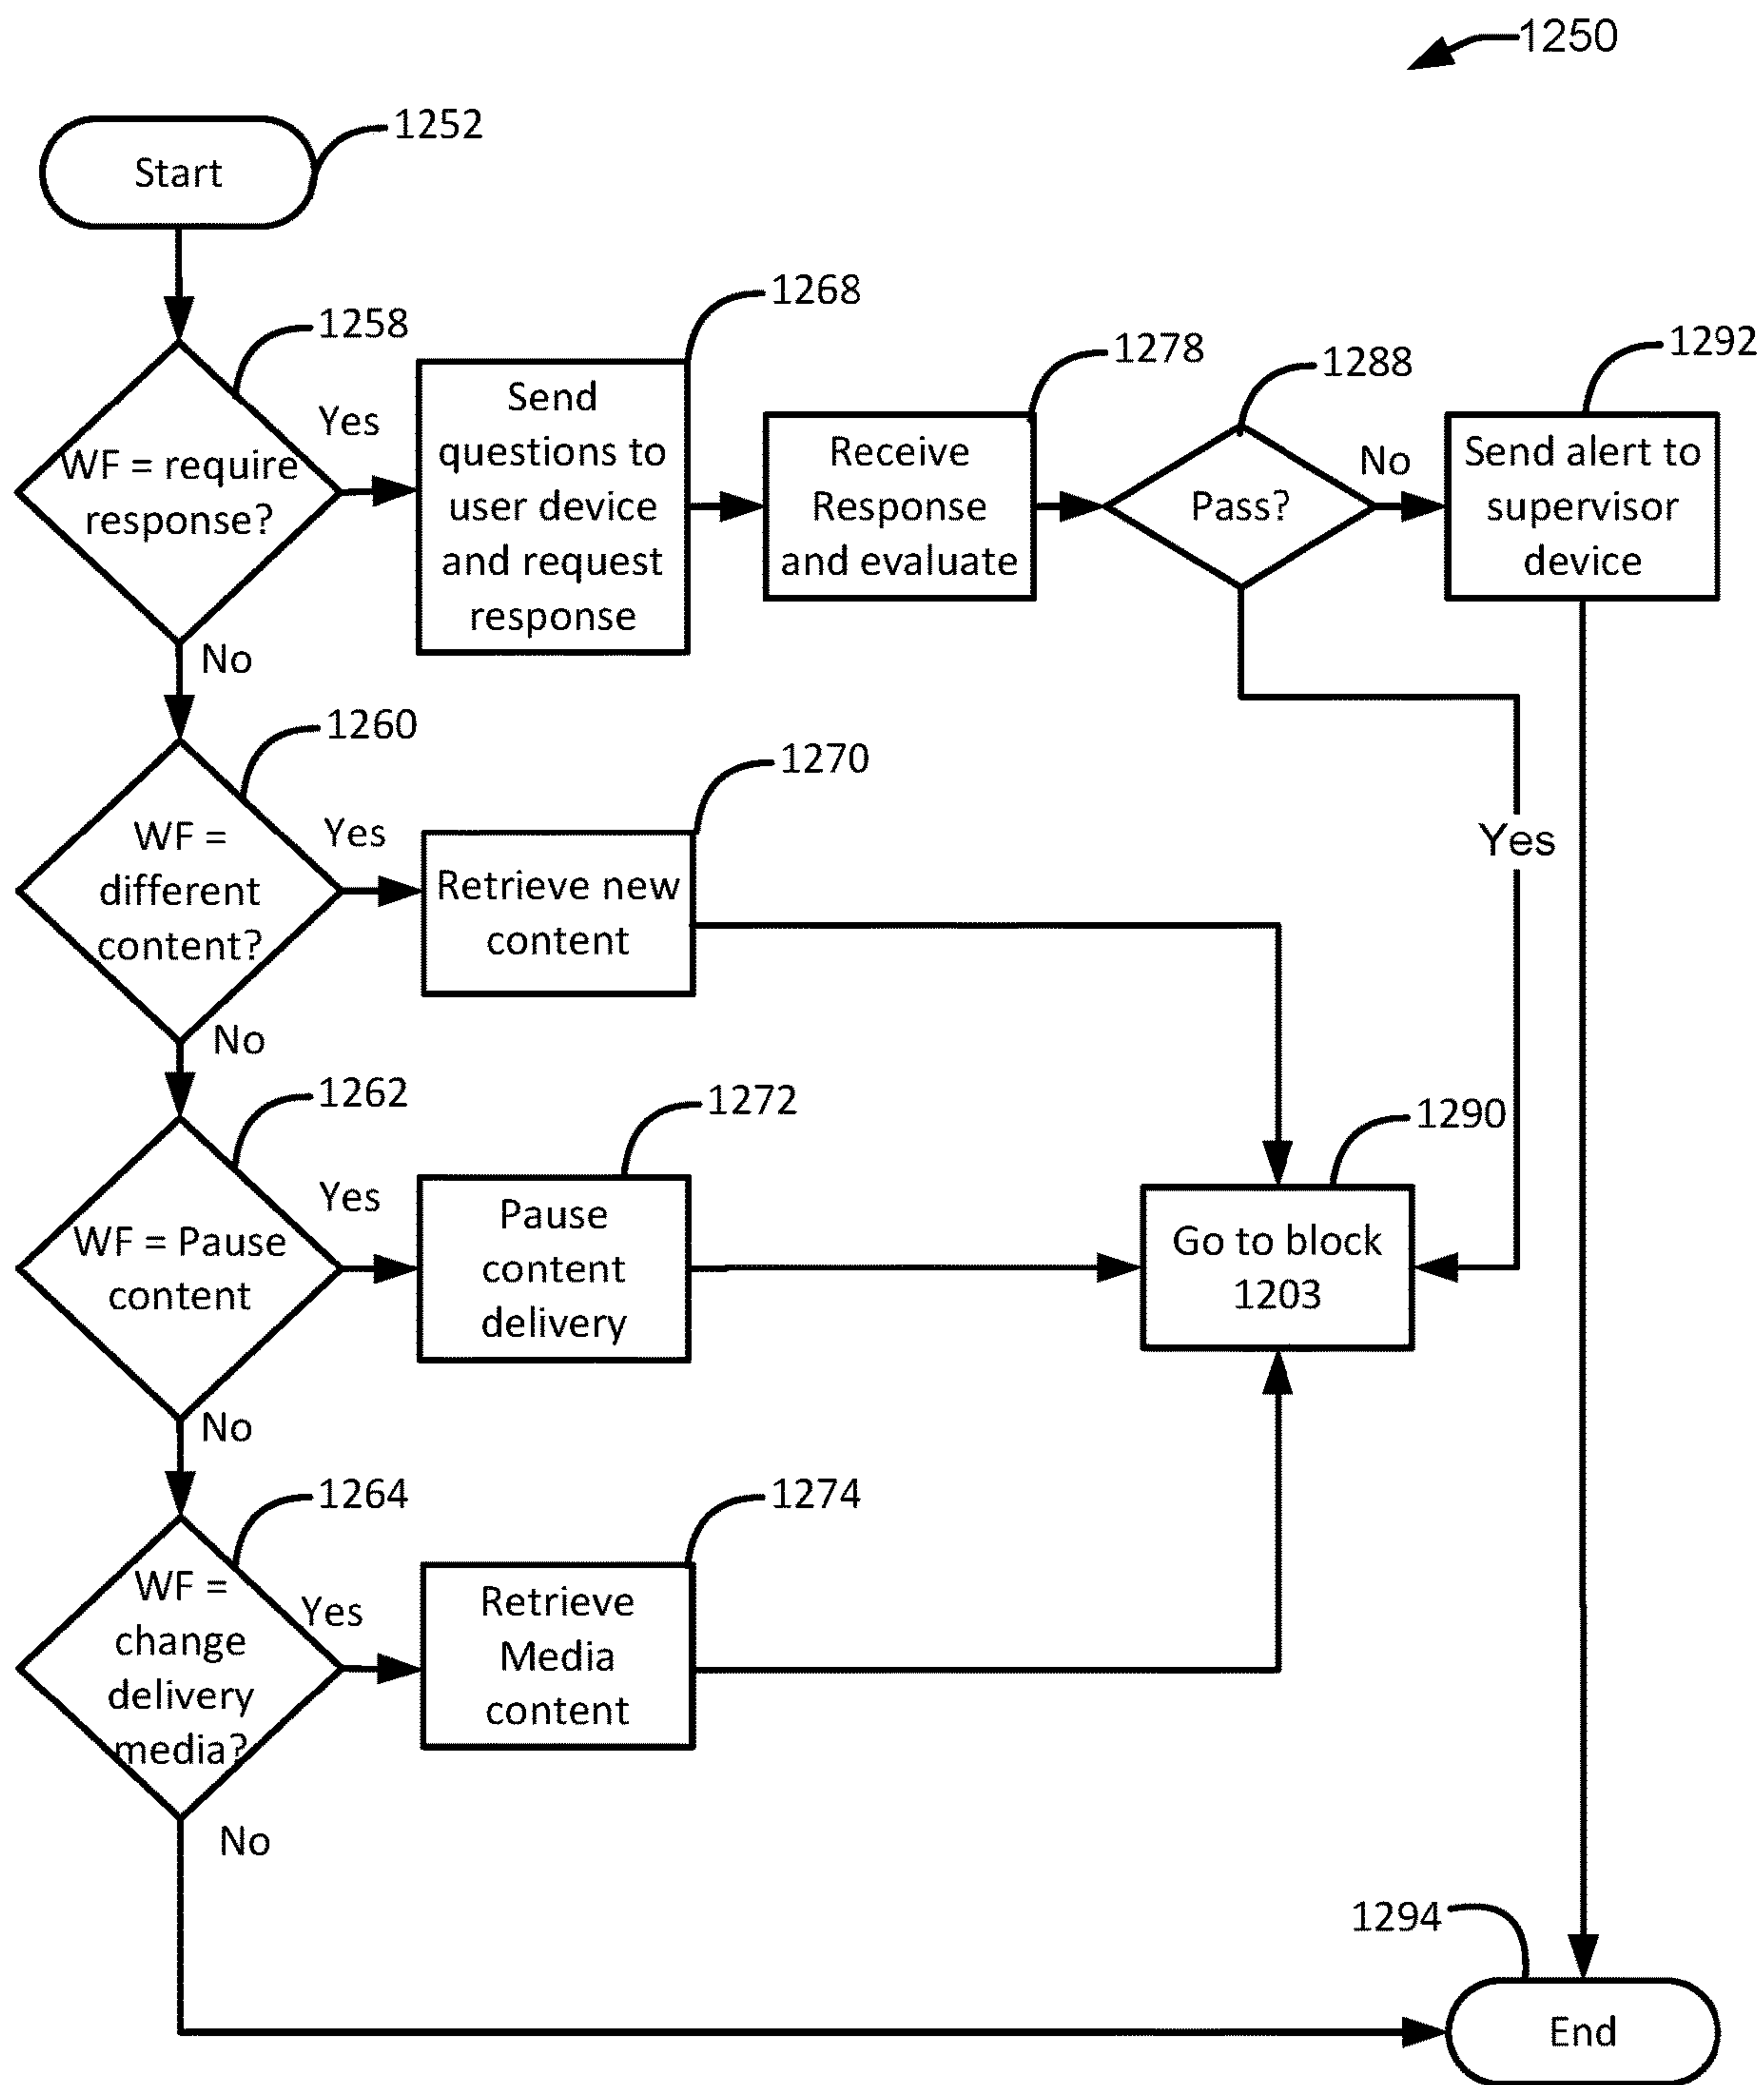 1250
1252
Start
1258
WF = require
response?
Yes
No
1268
Send
questions to
user device
and request
response
1278
Receive
Response
and evaluate
1288
Pass?
No
Yes
1292
Send alert to
supervisor
device
1260
WF =
different
content?
Yes
No
1270
Retrieve new
content
1262
WF = Pause
content
Yes
No
1272
Pause
content
delivery
1290
Go to block
1203
1264
WF =
change
delivery
media?
Yes
No
1274
Retrieve
Media
content
1294
End